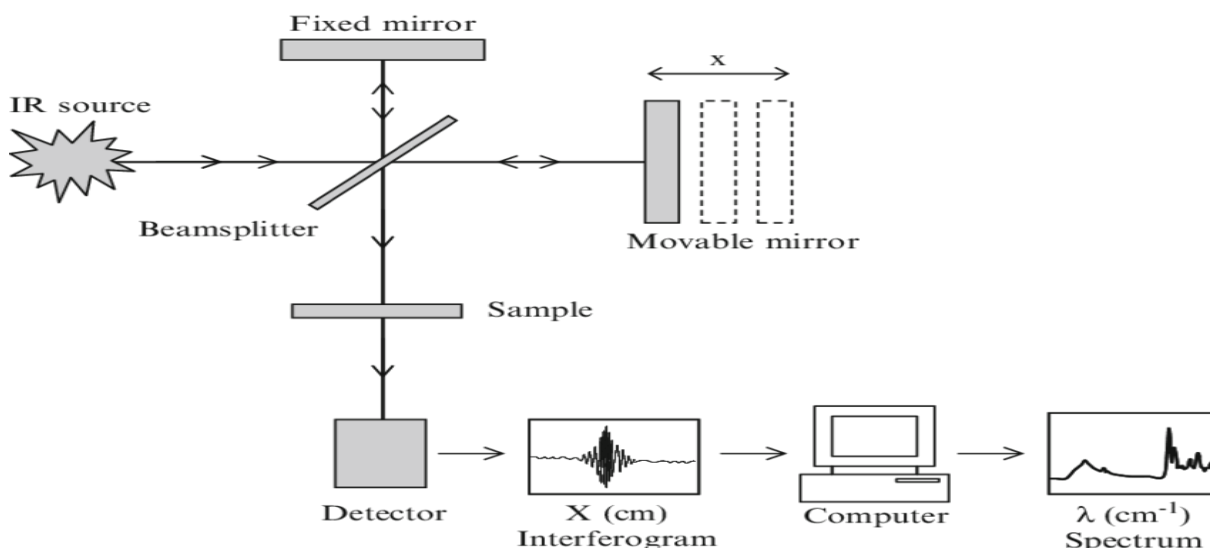 Fixed mirror
x
IR source
Beamsplitter
Movable mirror
Sample
Detector
X (cm)
Interferogram
Computer
λ (cm⁻¹)
Spectrum